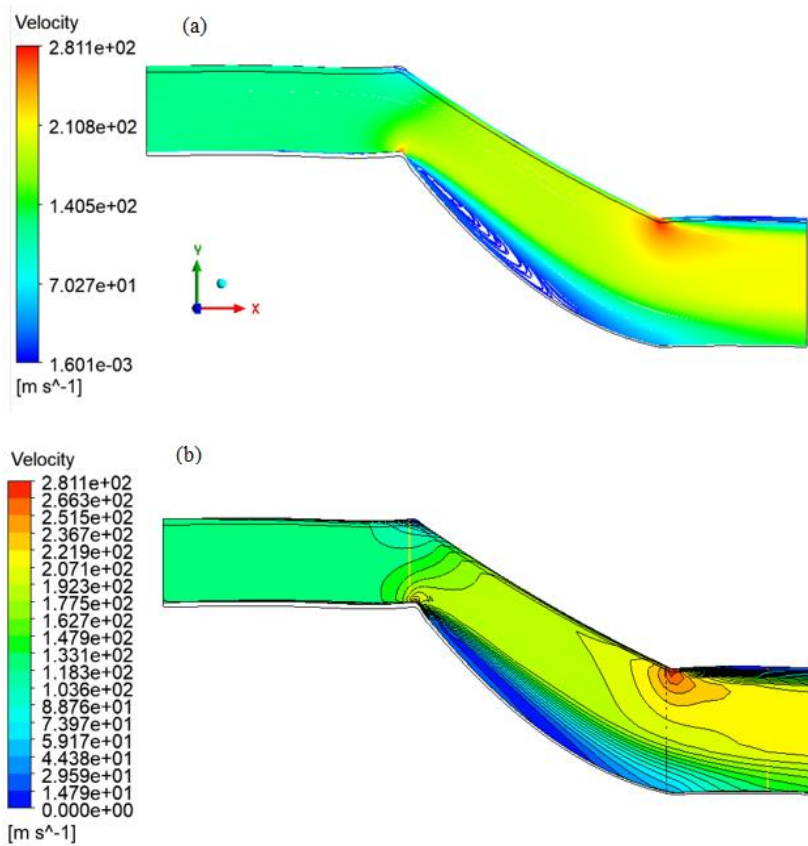 Velocity
(a)
2.811e+02
2.108e+02
1.405e+02
7.027e+01
1.601e-03
[m s^-1]
Y
X
Velocity
(b)
2.811e+02
2.663e+02
2.515e+02
2.367e+02
2.219e+02
2.071e+02
1.923e+02
1.775e+02
1.627e+02
1.479e+02
1.331e+02
1.183e+02
1.036e+02
8.876e+01
7.397e+01
5.917e+01
4.438e+01
2.959e+01
1.479e+01
0.000e+00
[m s^-1]